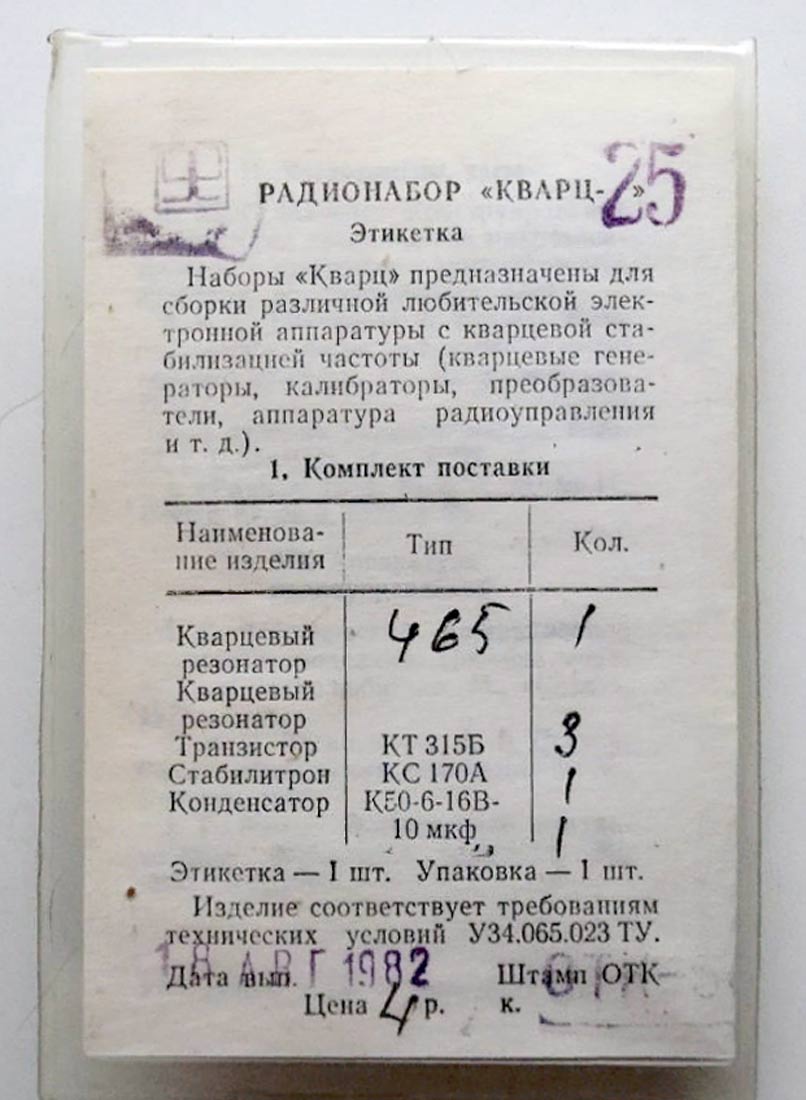 РАДИОНАБОР «КВАРЦ-25»
Этикетка
Наборы «Кварц» предназначены для
сборки различной любительской элек-
тронной аппаратуры с кварцевой ста-
билизацией частоты (кварцевые гене-
раторы, калибраторы, преобразова-
тели, аппаратура радиоуправления
и т. д.).
1. Комплект поставки
Наименова-
ние изделия Тип Кол.
Кварцевый 465 1
резонатор
Кварцевый
резонатор
Транзистор КТ 315Б 3
Стабилитрон КС 170А 1
Конденсатор К50-6-16В-
10 мкф 1
Этикетка — 1 шт. Упаковка — 1 шт.
Изделие соответствует требованиям
технических условий УЗ4.065.023 ТУ.
18 АВГ 1982
Дата вып. Штамп ОТК
Цена 4 р. к.